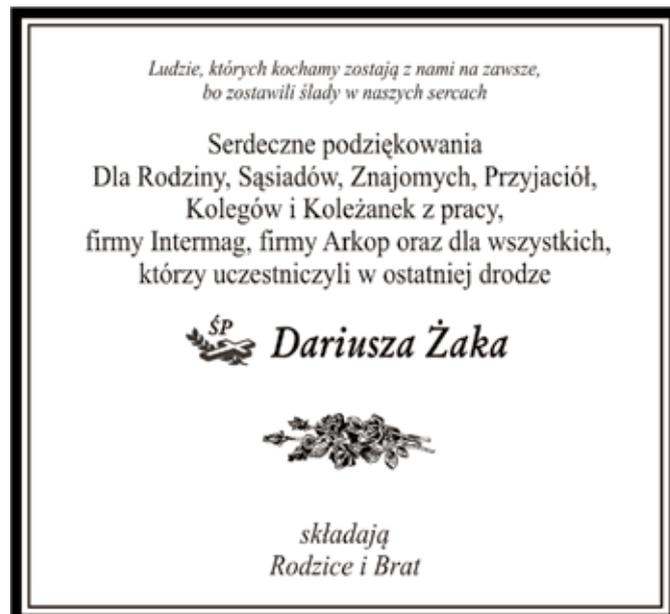 Ludzie, których kochamy zostają z nami na zawsze,
bo zostawili ślady w naszych sercach
Serdeczne podziękowania
Dla Rodziny, Sąsiadów, Znajomych, Przyjaciół,
Kolegów i Koleżanek z pracy,
firmy Intermag, firmy Arkop oraz dla wszystkich,
którzy uczestniczyli w ostatniej drodze
ŚP Dariusza Żaka
składają
Rodzice i Brat